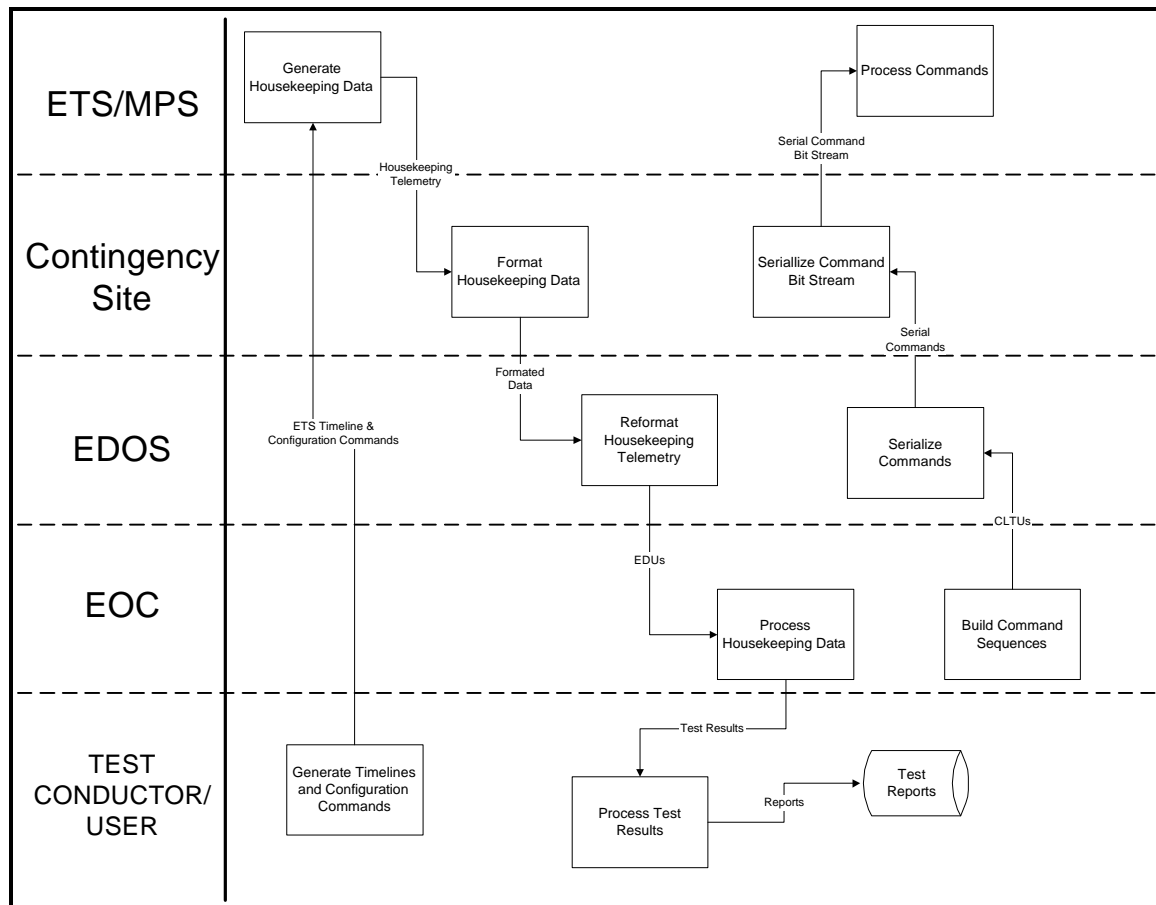 ETS/MPS
Generate
Housekeeping Data
Process Commands
Serial Command
Bit Stream
Housekeeping
Telemetry
Contingency
Site
Format
Housekeeping Data
Seriallize Command
Bit Stream
Serial
Commands
Formated
Data
EDOS
ETS Timeline &
Configuration Commands
Reformat
Housekeeping
Telemetry
Serialize
Commands
CLTUs
EDUs
EOC
Process
Housekeeping Data
Build Command
Sequences
Test Results
TEST
CONDUCTOR/
USER
Generate Timelines
and Configuration
Commands
Process Test
Results
Reports
Test
Reports